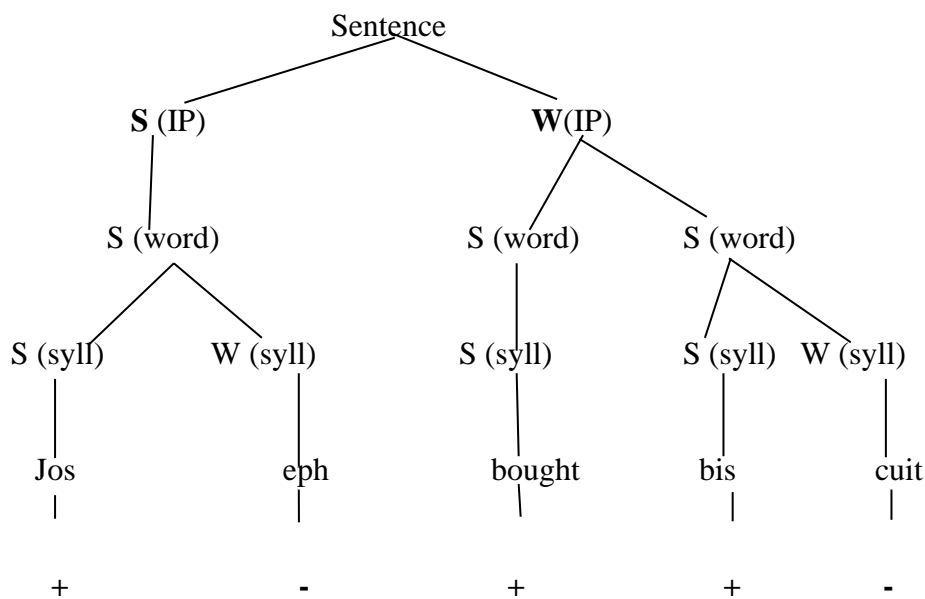 Sentence
S (IP) W(IP)
S (word) S (word) S (word)
S (syll) W (syll) S (syll) S (syll) W (syll)
Jos eph bought bis cuit
+ - + + -